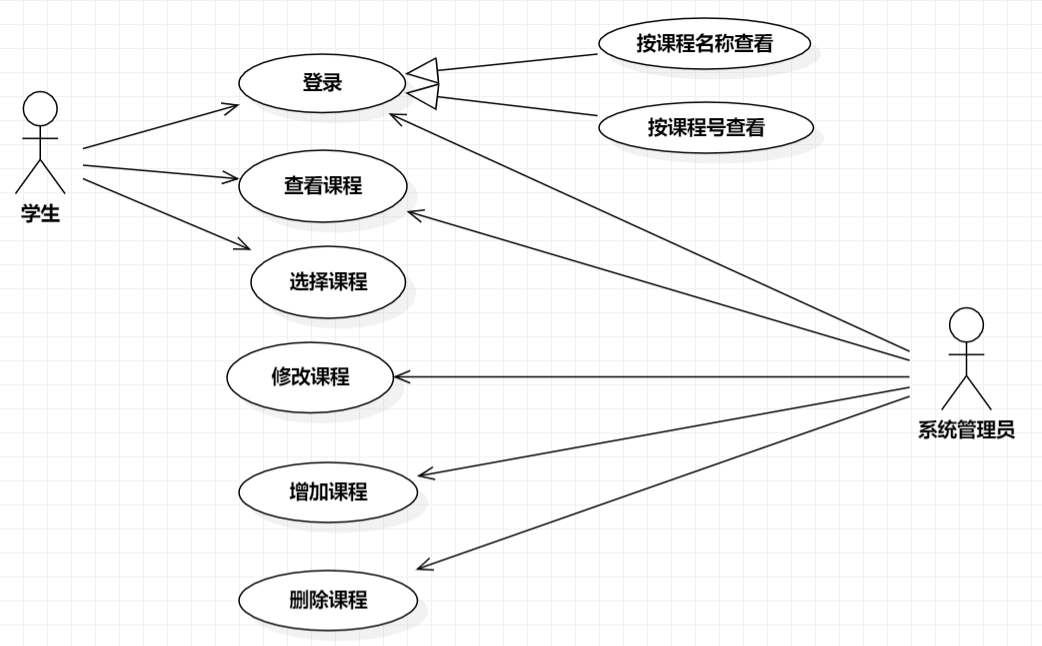 按课程名称查看
登录
按课程号查看
查看课程
学生
选择课程
修改课程
系统管理员
增加课程
删除课程